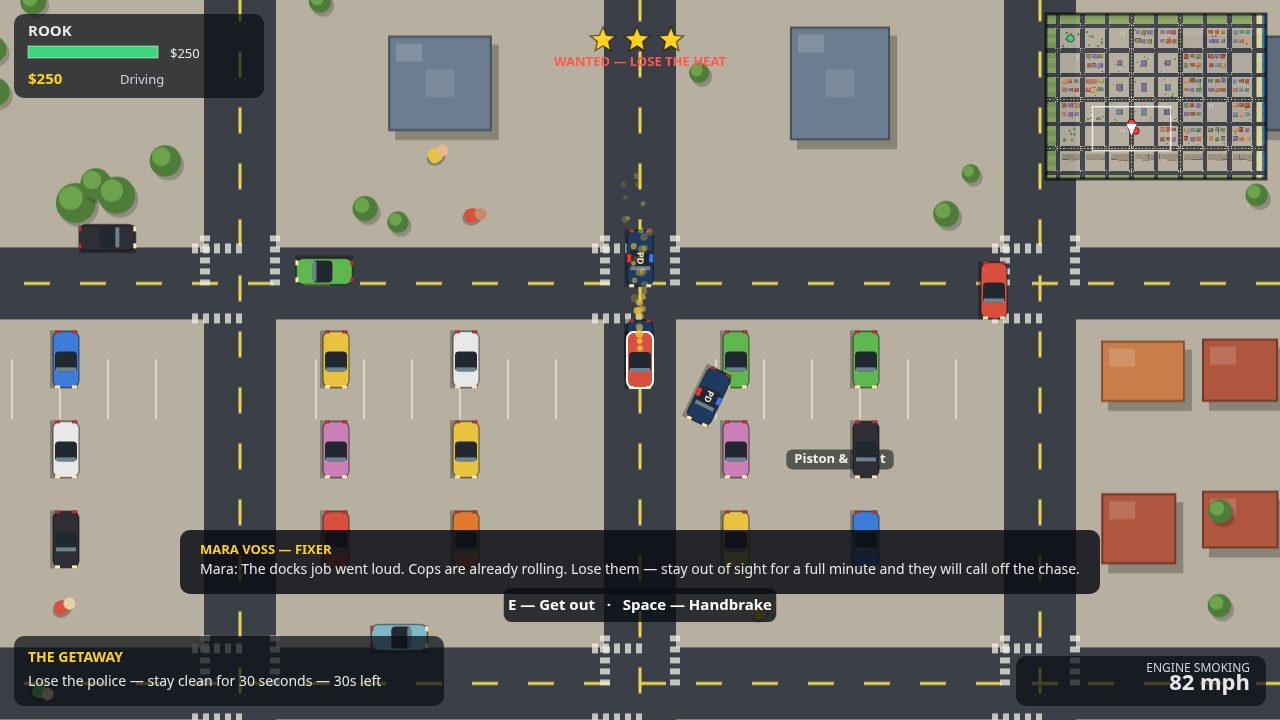 ROOK
$250
$250 Driving
WANTED — LOSE THE HEAT
PD
PD
Piston &
MARA VOSS — FIXER
Mara: The docks job went loud. Cops are already rolling. Lose them — stay out of sight for a full minute and they will call off the chase.
E — Get out · Space — Handbrake
THE GETAWAY
Lose the police — stay clean for 30 seconds — 30s left
ENGINE SMOKING
82 mph